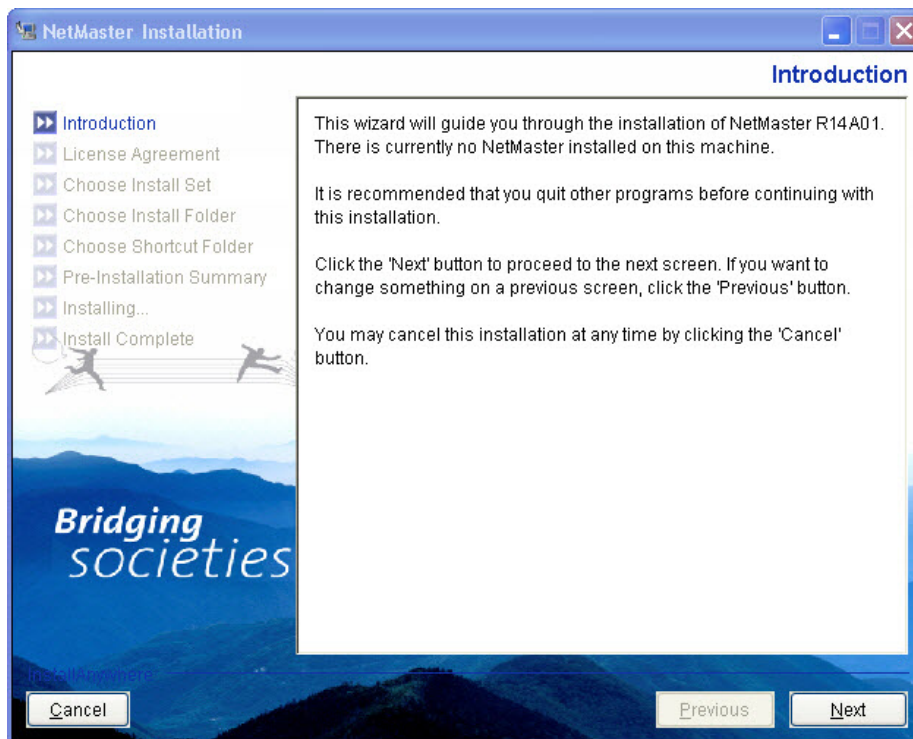 NetMaster Installation
Introduction
Introduction
License Agreement
Choose Install Set
Choose Install Folder
Choose Shortcut Folder
Pre-Installation Summary
Installing...
Install Complete
This wizard will guide you through the installation of NetMaster R14A01.
There is currently no NetMaster installed on this machine.
It is recommended that you quit other programs before continuing with
this installation.
Click the 'Next' button to proceed to the next screen. If you want to
change something on a previous screen, click the 'Previous' button.
You may cancel this installation at any time by clicking the 'Cancel'
button.
Bridging
societies
InstallAnywhere
Cancel
Previous
Next